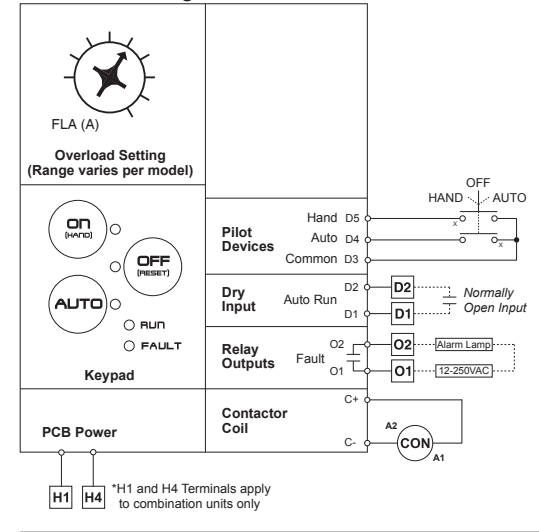 FLA (A)
Overload Setting
(Range varies per model)
OFF
HAND
AUTO
ON
(HAND)
OFF
(RESET)
AUTO
RUN
FAULT
Keypad
Pilot
Devices
Hand D5
Auto D4
Common D3
x
x
Dry
Input
Auto Run
D2
D1
D2
D1
Normally
Open Input
Relay
Outputs
Fault
O2
O1
O2
O1
Alarm Lamp
12-250VAC
PCB Power
Contactor
Coil
C+
C-
A2
CON
A1
H1
H4
*H1 and H4 Terminals apply
to combination units only